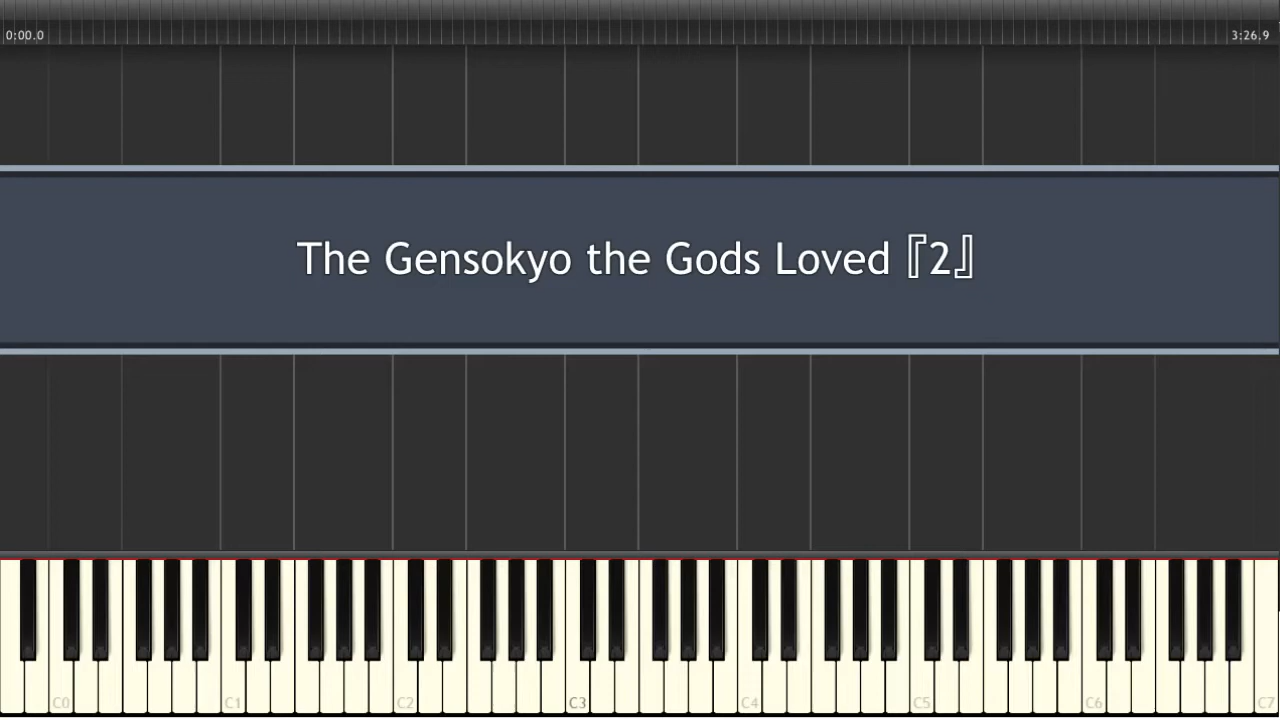 0:00.0 3:26.9
The Gensokyo the Gods Loved『2』
C0 C1 C2 C3 C4 C5 C6 C7